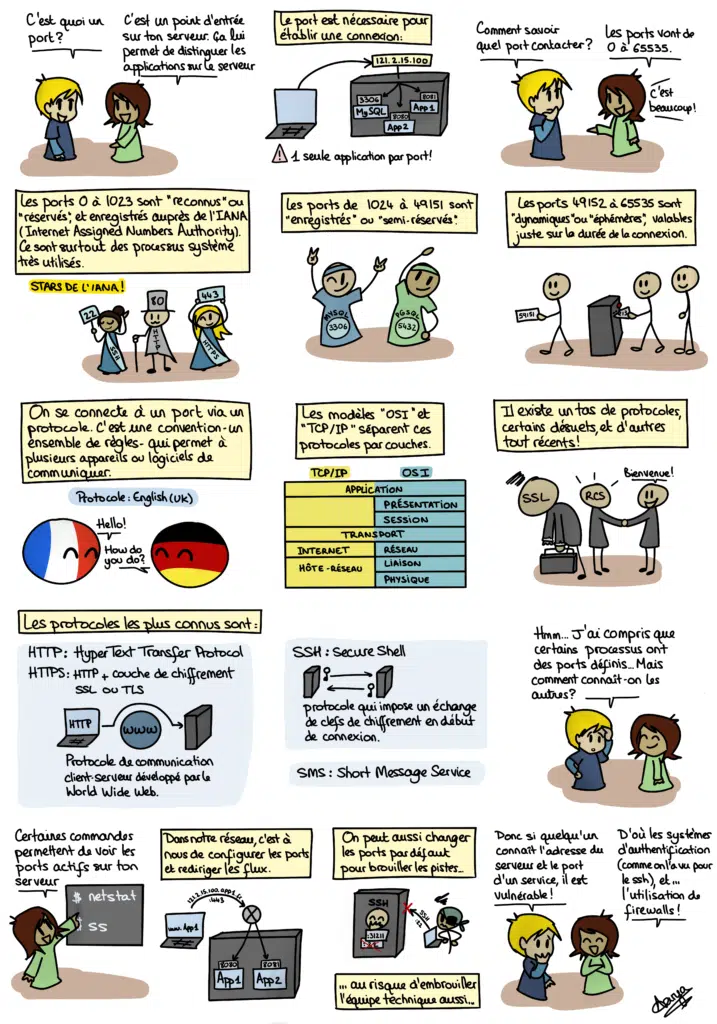 C'est quoi un
port?
C'est un point d'entrée
sur ton serveur. Ça lui
permet de distinguer les
applications sur le serveur
Le port est nécessaire pour
établir une connexion:
121.2.15.100
3306
MySQL
8080
App2
8081
App1
1 seule application par port!
Comment savoir
quel port contacter?
Les ports vont de
0 à 65535.
C'est
beaucoup!
Les ports 0 à 1023 sont "reconnus" ou
"réservés", et enregistrés auprès de l'IANA
(Internet Assigned Numbers Authority).
Ce sont surtout des processus système
très utilisés.
STARS DE L'IANA!
22
SSH
80
HTTP
443
HTTPS
Les ports de 1024 à 49151 sont
"enregistrés" ou "semi-réservés".
MYSQL
3306
PGSQL
5432
Les ports 49152 à 65535 sont
"dynamiques" ou "éphémères", valables
juste sur la durée de la connexion.
59151
On se connecte à un port via un
protocole. C'est une convention - un
ensemble de règles - qui permet à
plusieurs appareils ou logiciels de
communiquer.
Protocole: English (UK)
Hello!
How do
you do?
Les modèles "OSI" et
"TCP/IP" séparent ces
protocoles par couches.
TCP/IP OSI
APPLICATION
PRÉSENTATION
SESSION
TRANSPORT
INTERNET RÉSEAU
HÔTE-RÉSEAU LIAISON
PHYSIQUE
Il existe un tas de protocoles,
certains désuets, et d'autres
tout récents!
SSL
RCS
Bienvenue!
Les protocoles les plus connus sont:
HTTP: HyperText Transfer Protocol
HTTPS: HTTP + couche de chiffrement
SSL ou TLS
HTTP
WWW
Protocole de communication
client-serveur développé par le
World Wide Web.
SSH: Secure Shell
protocole qui impose un échange
de clefs de chiffrement en début
de connexion.
SMS: Short Message Service
Hmm... J'ai compris que
certains processus ont
des ports définis... Mais
comment connaît-on les
autres?
Certaines commandes
permettent de voir les
ports actifs sur ton
serveur
$ netstat
$ ss
Dans notre réseau, c'est à
nous de configurer les ports
et rediriger les flux.
121.2.15.100
:443
www.App1
8080
App1
8081
App2
On peut aussi changer
les ports par défaut
pour brouiller les pistes...
SSH
:31211
SSH
:22
... au risque d'embrouiller
l'équipe technique aussi...
Donc si quelqu'un
connaît l'adresse du
serveur et le port
d'un service, il est
vulnérable!
D'où les systèmes
d'authentification
(comme on l'a vu pour
le ssh), et...
l'utilisation de
firewalls!